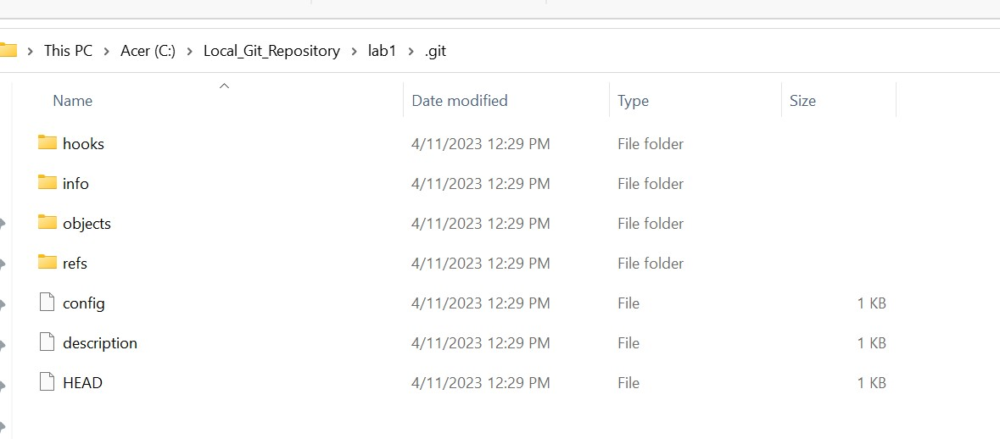 This PC > Acer (C:) > Local_Git_Repository > lab1 > .git
Name Date modified Type Size
hooks 4/11/2023 12:29 PM File folder
info 4/11/2023 12:29 PM File folder
objects 4/11/2023 12:29 PM File folder
refs 4/11/2023 12:29 PM File folder
config 4/11/2023 12:29 PM File 1 KB
description 4/11/2023 12:29 PM File 1 KB
HEAD 4/11/2023 12:29 PM File 1 KB